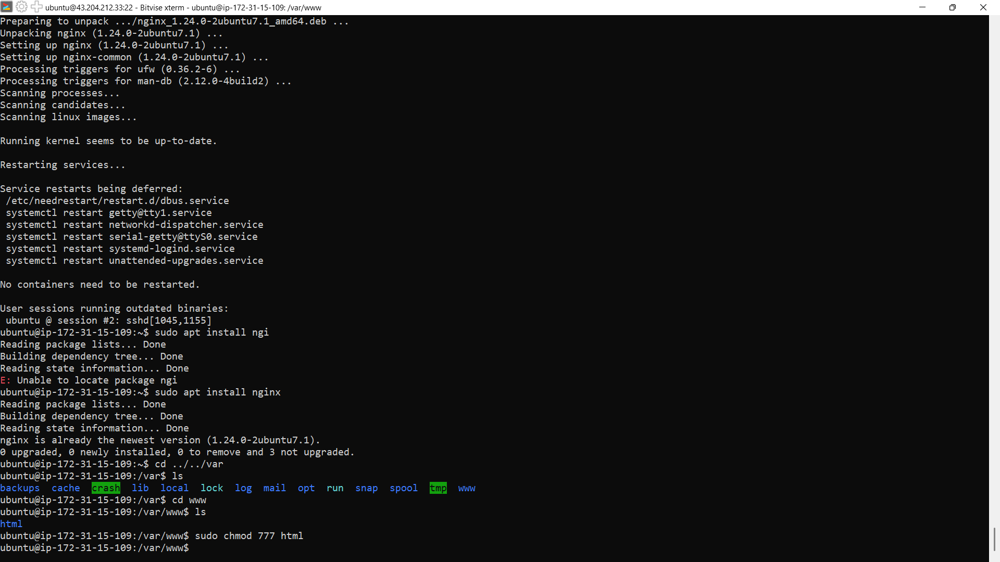 ubuntu@43.204.212.33:22 - Bitvise xterm - ubuntu@ip-172-31-15-109: /var/www
Preparing to unpack .../nginx_1.24.0-2ubuntu7.1_amd64.deb ...
Unpacking nginx (1.24.0-2ubuntu7.1) ...
Setting up nginx (1.24.0-2ubuntu7.1) ...
Setting up nginx-common (1.24.0-2ubuntu7.1) ...
Processing triggers for ufw (0.36.2-6) ...
Processing triggers for man-db (2.12.0-4build2) ...
Scanning processes...
Scanning candidates...
Scanning linux images...
Running kernel seems to be up-to-date.
Restarting services...
Service restarts being deferred:
 /etc/needrestart/restart.d/dbus.service
 systemctl restart getty@tty1.service
 systemctl restart networkd-dispatcher.service
 systemctl restart serial-getty@ttyS0.service
 systemctl restart systemd-logind.service
 systemctl restart unattended-upgrades.service
No containers need to be restarted.
User sessions running outdated binaries:
 ubuntu @ session #2: sshd[1045,1155]
ubuntu@ip-172-31-15-109:~$ sudo apt install ngi
Reading package lists... Done
Building dependency tree... Done
Reading state information... Done
E: Unable to locate package ngi
ubuntu@ip-172-31-15-109:~$ sudo apt install nginx
Reading package lists... Done
Building dependency tree... Done
Reading state information... Done
nginx is already the newest version (1.24.0-2ubuntu7.1).
0 upgraded, 0 newly installed, 0 to remove and 3 not upgraded.
ubuntu@ip-172-31-15-109:~$ cd ../../var
ubuntu@ip-172-31-15-109:/var$ ls
backups  cache  crash  lib  local  lock  log  mail  opt  run  snap  spool  tmp  www
ubuntu@ip-172-31-15-109:/var$ cd www
ubuntu@ip-172-31-15-109:/var/www$ ls
html
ubuntu@ip-172-31-15-109:/var/www$ sudo chmod 777 html
ubuntu@ip-172-31-15-109:/var/www$